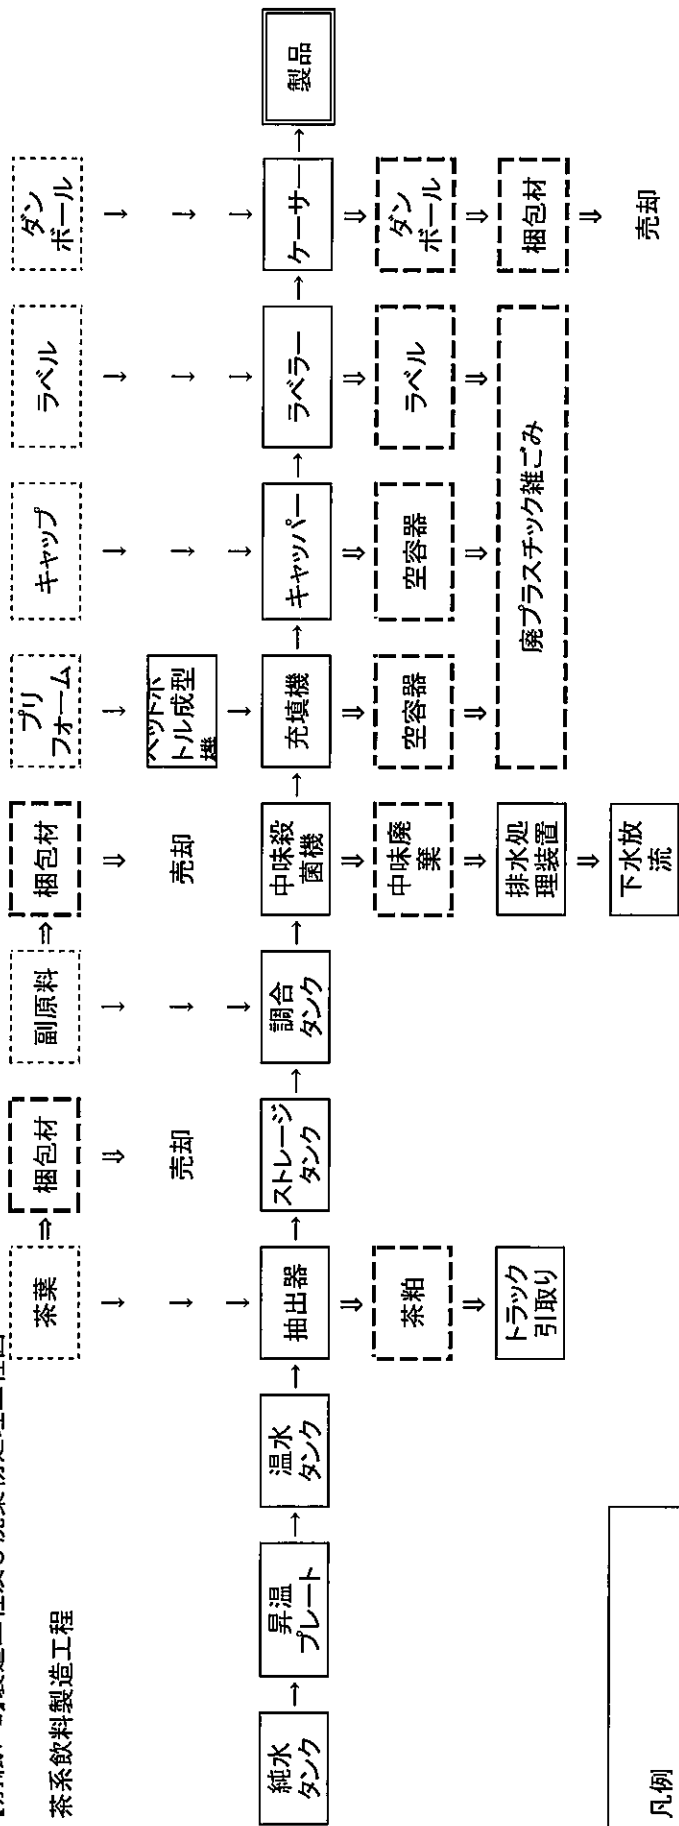 茶系飲料製造工程
茶葉
⇒
梱包材
副原料
⇒
梱包材
プリ
フォーム
キャップ
ラベル
ダン
ボール
↓
⇒
↓
⇒
↓
↓
↓
↓
↓
売却
↓
売却
ペットボ
トル成型
機
↓
↓
↓
↓
↓
↓
↓
↓
↓
純水
タンク
→
昇温
プレート
→
温水
タンク
→
抽出器
→
ストレージ
タンク
→
調合
タンク
→
中味殺
菌機
→
充填機
→
キャッパー
→
ラベラー
→
ケーサー
→
製品
⇓
⇓
⇓
⇓
⇓
⇓
茶粕
中味廃
棄
空容器
空容器
ラベル
ダン
ボール
⇓
⇓
⇓
⇓
⇓
⇓
トラック
引取り
排水処
理装置
廃プラスチック雑ごみ
梱包材
⇓
⇓
下水放
流
売却
凡例